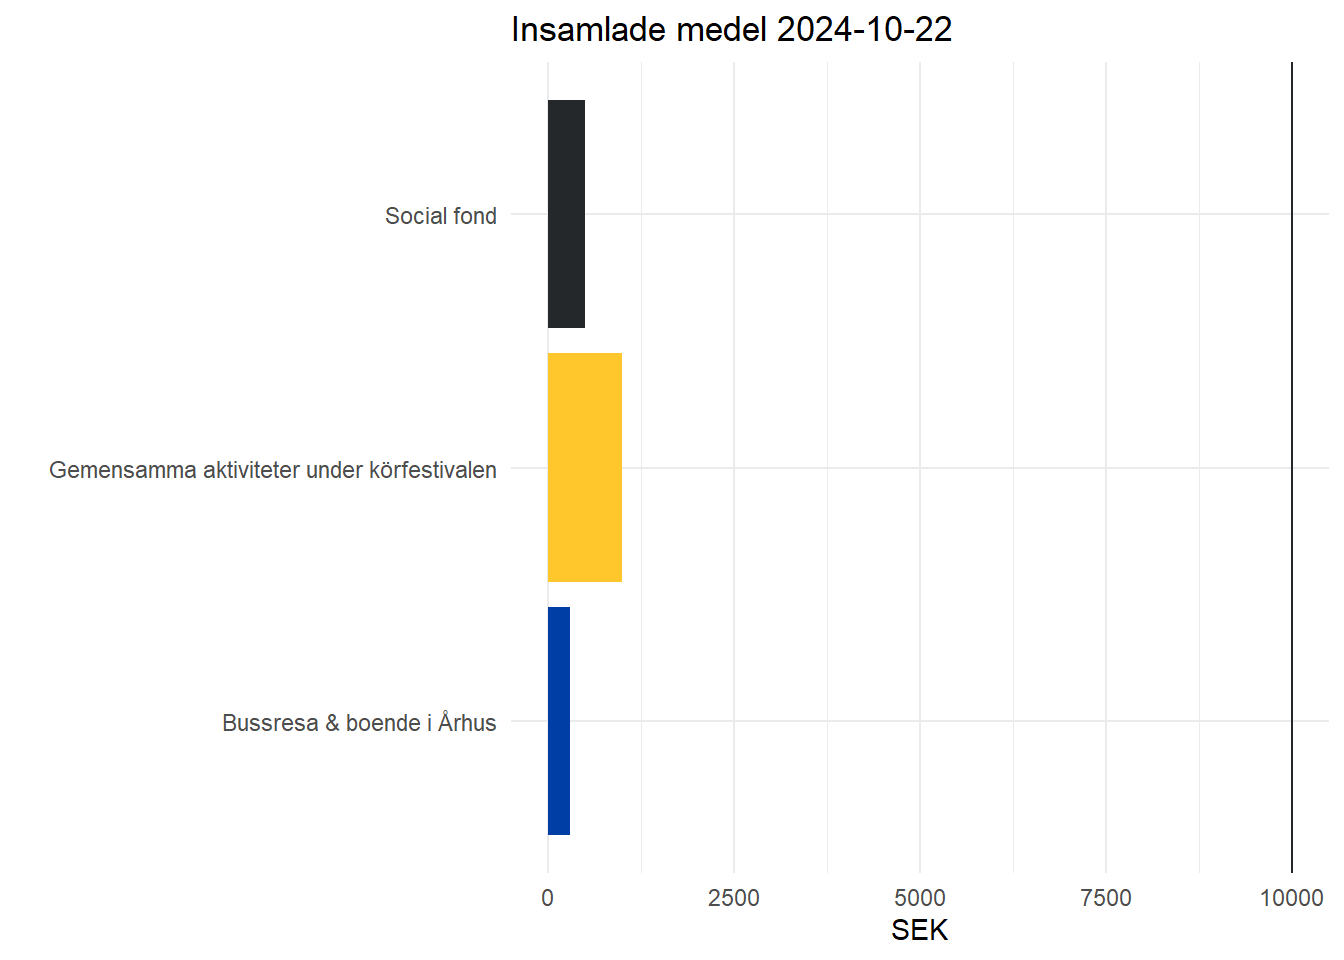 Insamlade medel 2024-10-22
Social fond
Gemensamma aktiviteter under körfestivalen
Bussresa & boende i Århus
0 2500 5000 7500 10000
SEK